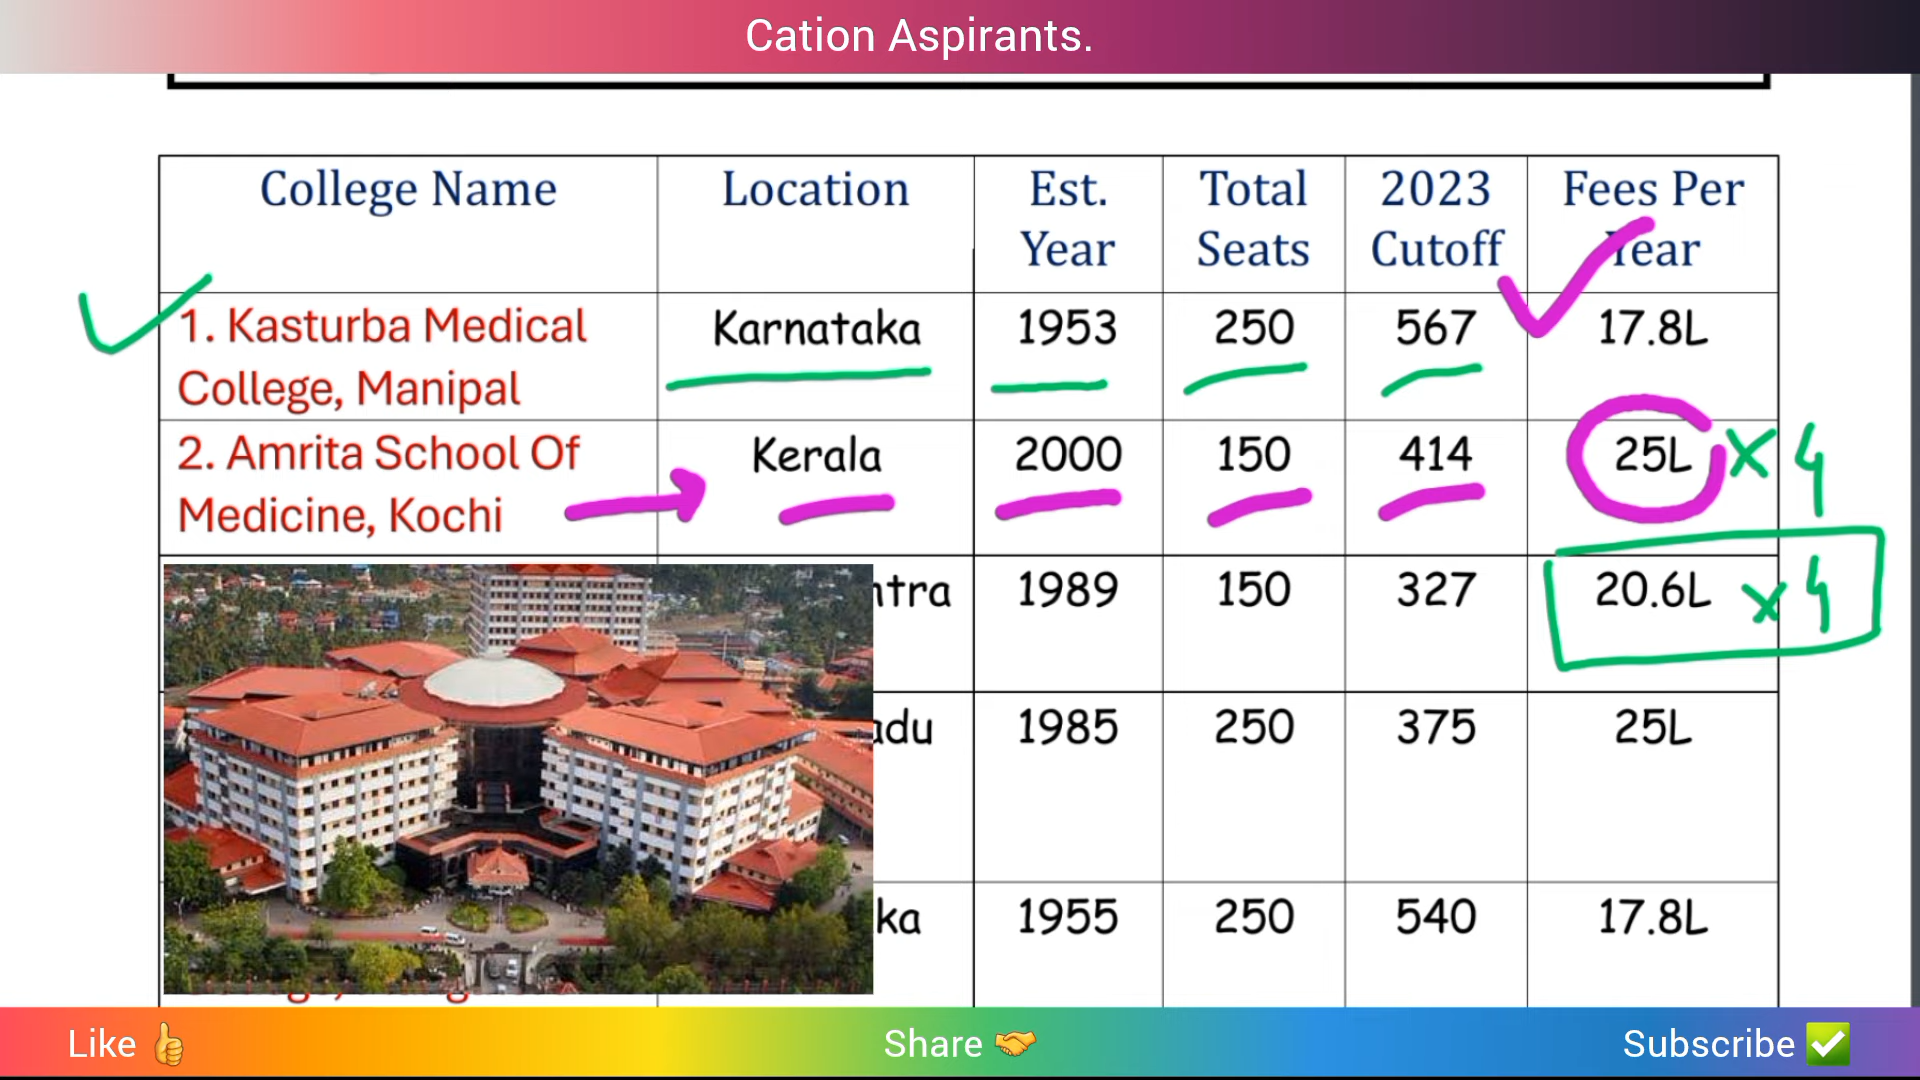 Cation Aspirants.
College Name Location Est. Total 2023 Fees Per
Year Seats Cutoff Year
1. Kasturba Medical Karnataka 1953 250 567 17.8L
College, Manipal
2. Amrita School Of Kerala 2000 150 414 25L x 4
Medicine, Kochi
ntra 1989 150 327 20.6L x 4
adu 1985 250 375 25L
ka 1955 250 540 17.8L
Like 👍 Share 🤝 Subscribe ✅